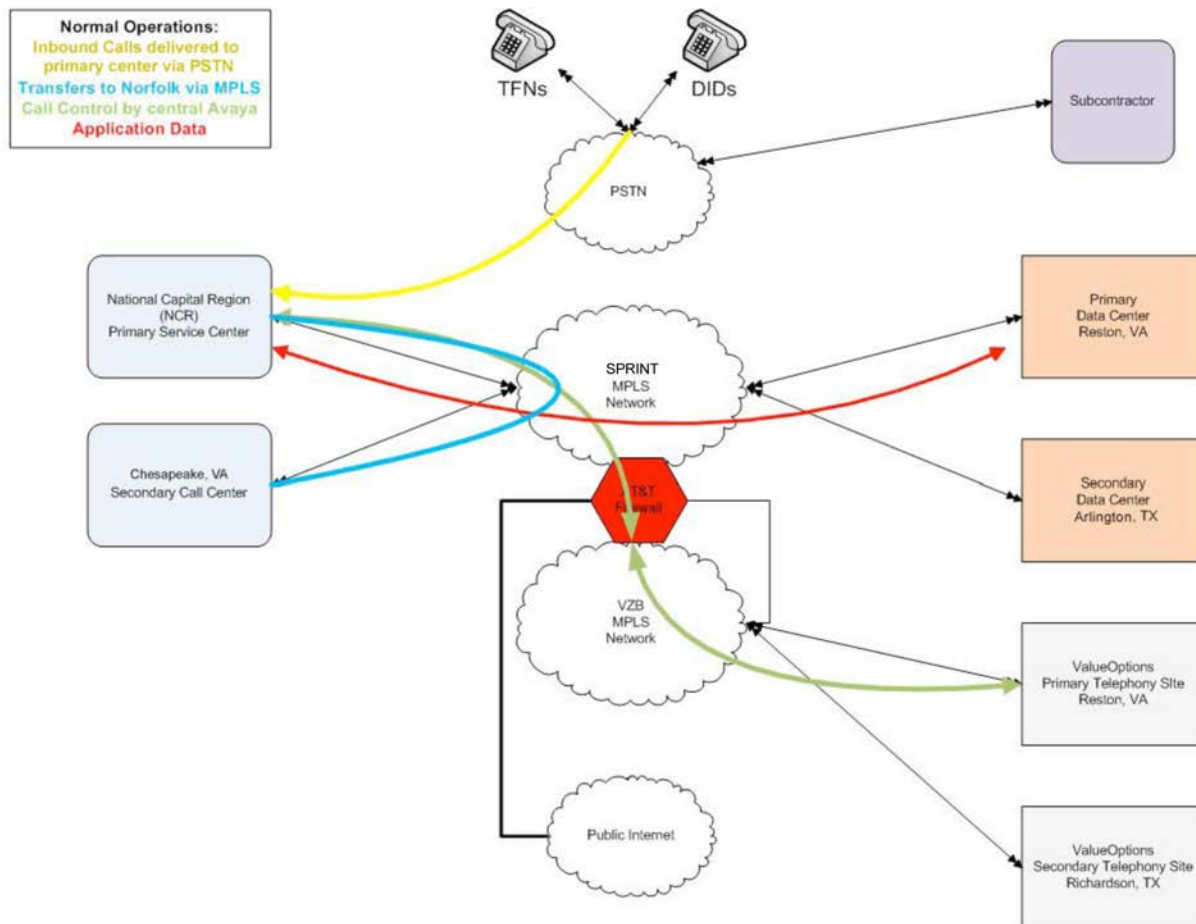 Normal Operations:
Inbound Calls delivered to
primary center via PSTN
Transfers to Norfolk via MPLS
Call Control by central Avaya
Application Data
TFNs
DIDs
Subcontractor
PSTN
National Capital Region
(NCR)
Primary Service Center
SPRINT
MPLS
Network
Primary
Data Center
Reston, VA
Chesapeake, VA
Secondary Call Center
AT&T
Firewall
Secondary
Data Center
Arlington, TX
VZB
MPLS
Network
ValueOptions
Primary Telephony SIte
Reston, VA
Public Internet
ValueOptions
Secondary Telephony Site
Richardson, TX